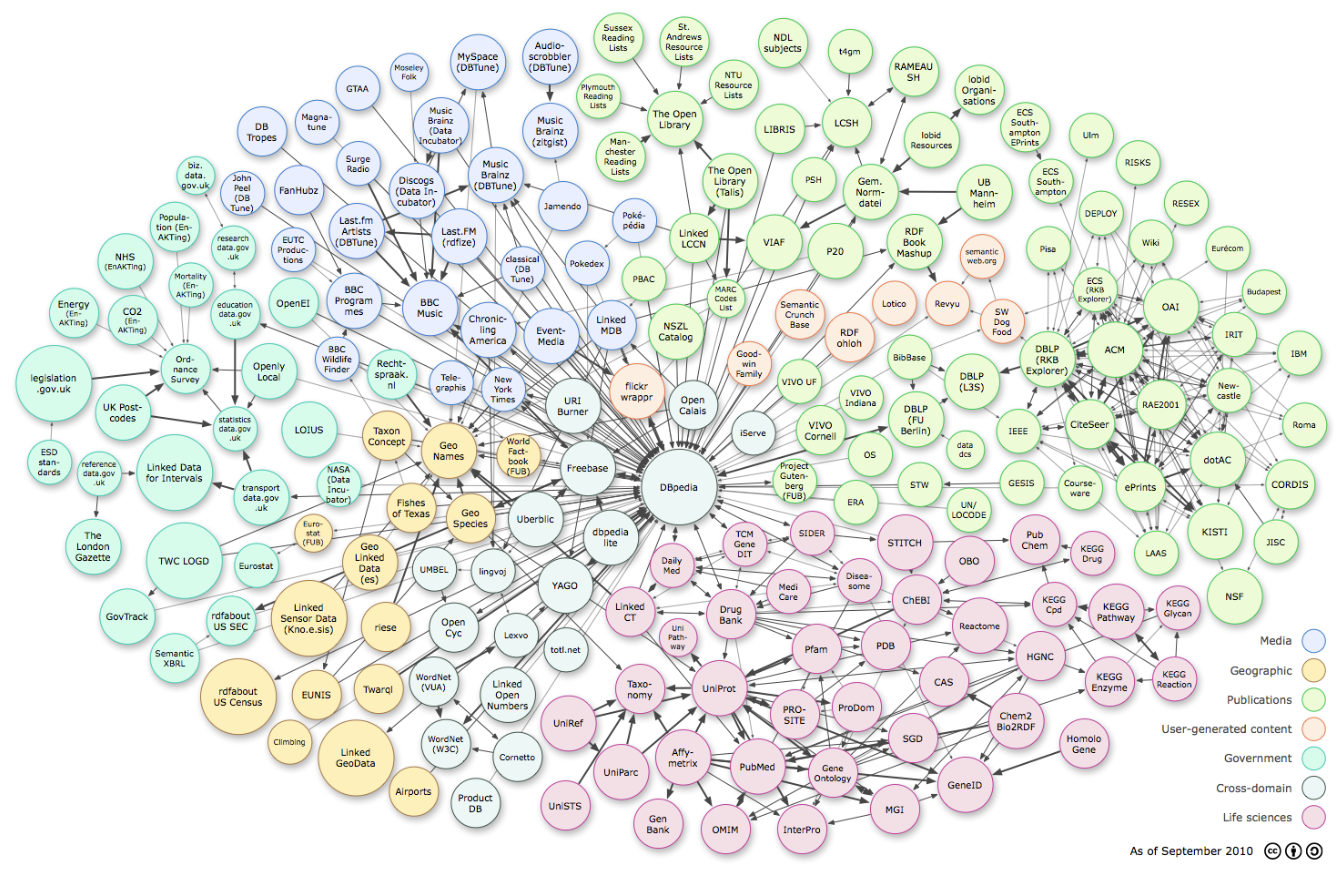 Sussex
Reading
Lists
St.
Andrews
Resource
Lists
NDL
subjects
t4gm
RAMEAU
SH
lobid
Organi-
sations
Audio-
scrobbler
(DBTune)
MySpace
(DBTune)
Moseley
Folk
GTAA
Plymouth
Reading
Lists
NTU
Resource
Lists
The Open
Library
LIBRIS
LCSH
lobid
Resources
ECS
South-
ampton
EPrints
Ulm
Magna-
tune
DB
Tropes
Music
Brainz
(Data
Incubator)
Music
Brainz
(zitgist)
Man-
chester
Reading
Lists
RISKS
biz.
data.
gov.uk
John
Peel
(DB
Tune)
Surge
Radio
FanHubz
Discogs
(Data In-
cubator)
Music
Brainz
(DBTune)
The Open
Library
(Talis)
PSH
Gem.
Norm-
datei
UB
Mann-
heim
ECS
South-
ampton
RESEX
Popula-
tion (En-
AKTing)
research
data.gov
.uk
EUTC
Produc-
tions
Last.fm
Artists
(DBTune)
Last.FM
(rdfize)
Jamendo
Poké-
pédia
Linked
LCCN
VIAF
P20
RDF
Book
Mashup
semantic
web.org
DEPLOY
Pisa
Wiki
Eurécom
NHS
(EnAKTing)
Mortality
(En-
AKTing)
classical
(DB
Tune)
Pokedex
PBAC
MARC
Codes
List
ECS
(RKB
Explorer)
OAI
Budapest
Energy
(En-
AKTing)
CO2
(En-
AKTing)
education
data.gov
.uk
OpenEI
BBC
Program
mes
BBC
Music
Chronic-
ling
America
Event-
Media
Linked
MDB
NSZL
Catalog
Semantic
Crunch
Base
RDF
ohloh
Lotico
Revyu
SW
Dog
Food
DBLP
(RKB
Explorer)
ACM
IRIT
IBM
legislation
.gov.uk
Ord-
nance
Survey
Openly
Local
BBC
Wildlife
Finder
Recht-
spraak.
nl
Tele-
graphis
New
York
Times
URI
Burner
flickr
wrappr
Open
Calais
Good-
win
Family
VIVO UF
BibBase
DBLP
(L3S)
New-
castle
RAE2001
UK Post-
codes
statistics
data.gov
.uk
LOIUS
Taxon
Concept
Geo
Names
World
Fact-
book
(FUB)
iServe
VIVO
Indiana
VIVO
Cornell
DBLP
(FU
Berlin)
IEEE
CiteSeer
Roma
ESD
stan-
dards
reference
data.gov
.uk
Linked Data
for Intervals
transport
data.gov
.uk
NASA
(Data
Incu-
bator)
Freebase
DBpedia
Project
Guten-
berg
(FUB)
OS
data
dcs
STW
GESIS
Course-
ware
ePrints
dotAC
CORDIS
The
London
Gazette
TWC LOGD
Euro-
stat
(FUB)
Eurostat
Fishes
of Texas
Geo
Species
Uberblic
dbpedia
lite
ERA
UN/
LOCODE
LAAS
KISTI
JISC
Geo
Linked
Data
(es)
UMBEL
lingvoj
YAGO
Daily
Med
TCM
Gene
DIT
SIDER
STITCH
Pub
Chem
KEGG
Drug
OBO
NSF
GovTrack
rdfabout
US SEC
Linked
Sensor Data
(Kno.e.sis)
riese
Open
Cyc
Lexvo
totl.net
Linked
CT
Drug
Bank
Medi
Care
Disea-
some
ChEBI
Reactome
KEGG
Cpd
KEGG
Pathway
KEGG
Glycan
Semantic
XBRL
rdfabout
US Census
EUNIS
Twarql
WordNet
(VUA)
Linked
Open
Numbers
Uni
Path-
way
Taxo-
nomy
UniProt
Pfam
PDB
CAS
HGNC
KEGG
Enzyme
KEGG
Reaction
Climbing
Linked
GeoData
WordNet
(W3C)
Cornetto
UniRef
PRO-
SITE
ProDom
SGD
Chem2
Bio2RDF
Homolo
Gene
Airports
Product
DB
UniParc
UniSTS
Affy-
metrix
PubMed
Gene
Ontology
GeneID
Gen
Bank
OMIM
InterPro
MGI
Media
Geographic
Publications
User-generated content
Government
Cross-domain
Life sciences
As of September 2010
cc